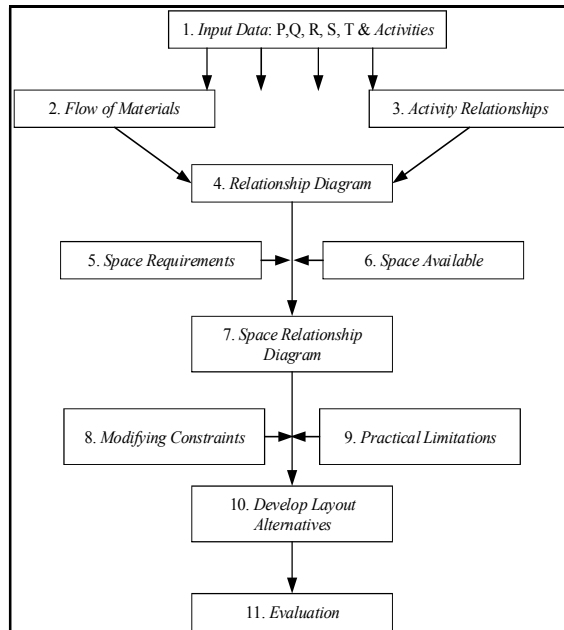 1. Input Data: P,Q, R, S, T & Activities
2. Flow of Materials
3. Activity Relationships
4. Relationship Diagram
5. Space Requirements
6. Space Available
7. Space Relationship
Diagram
8. Modifying Constraints
9. Practical Limitations
10. Develop Layout
Alternatives
11. Evaluation